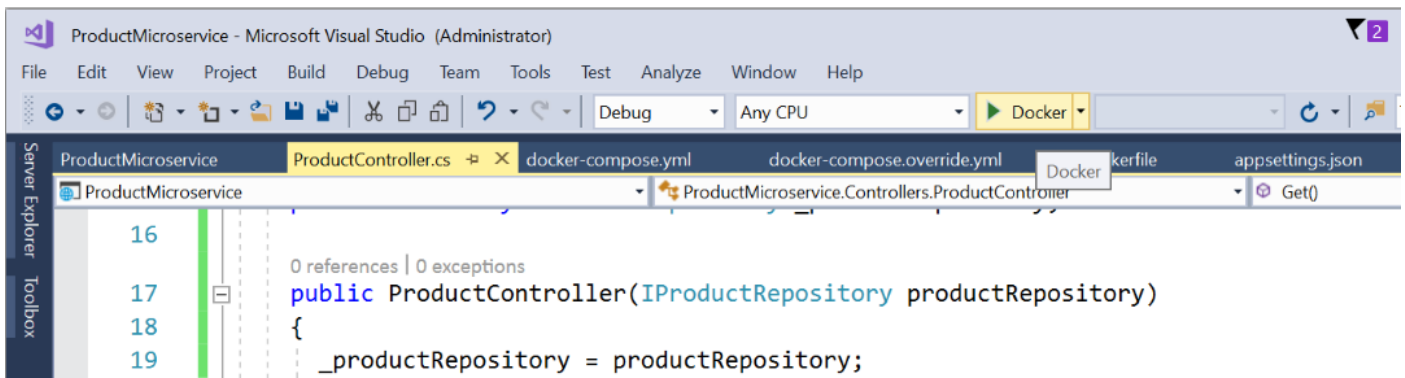 ProductMicroservice - Microsoft Visual Studio (Administrator) 2
File Edit View Project Build Debug Team Tools Test Analyze Window Help
Debug Any CPU Docker
ProductMicroservice ProductController.cs docker-compose.yml docker-compose.override.yml kerfile appsettings.json
Docker
ProductMicroservice ProductMicroservice.Controllers.ProductController Get()
Server Explorer
Toolbox
16
0 references | 0 exceptions
17 public ProductController(IProductRepository productRepository)
18 {
19 _productRepository = productRepository;